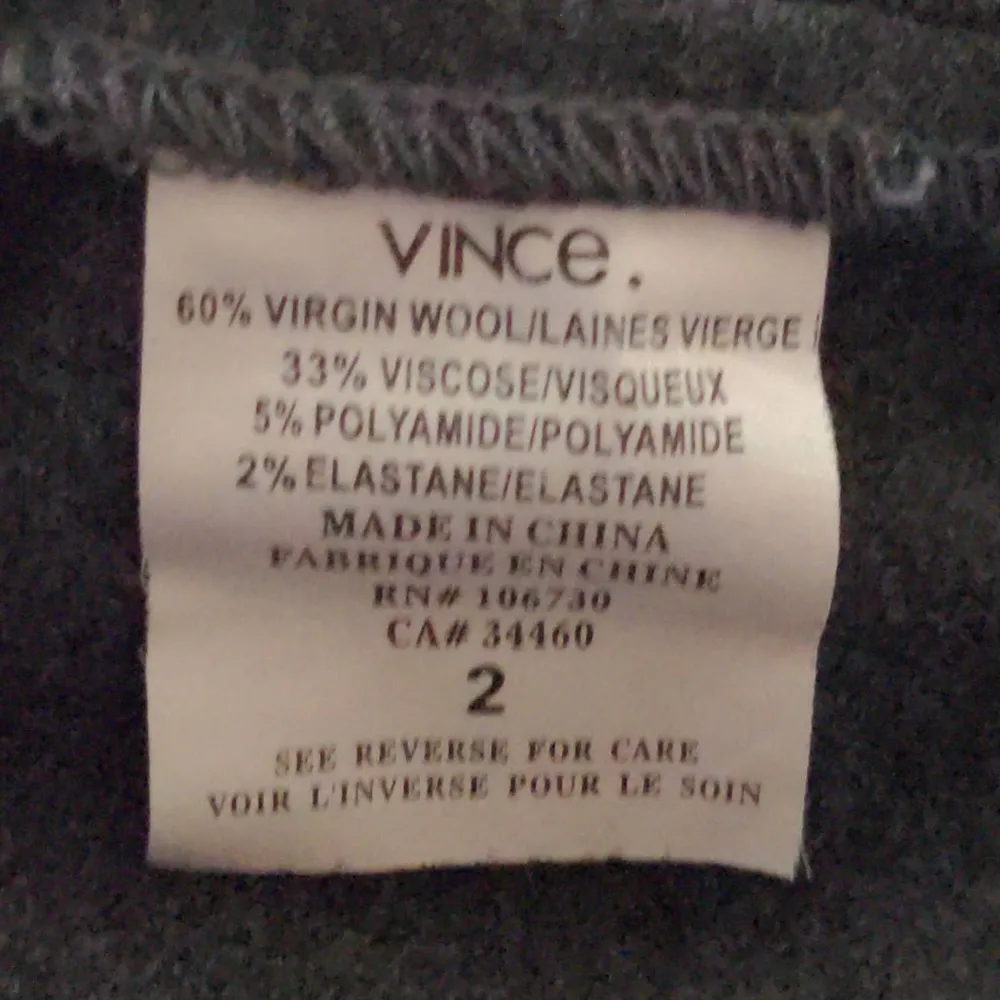 VINCe.
60% VIRGIN WOOL/LAINES VIERGE
33% VISCOSE/VISQUEUX
5% POLYAMIDE/POLYAMIDE
2% ELASTANE/ELASTANE
MADE IN CHINA
FABRIQUE EN CHINE
RN# 106730
CA# 34460
2
SEE REVERSE FOR CARE
VOIR L'INVERSE POUR LE SOIN